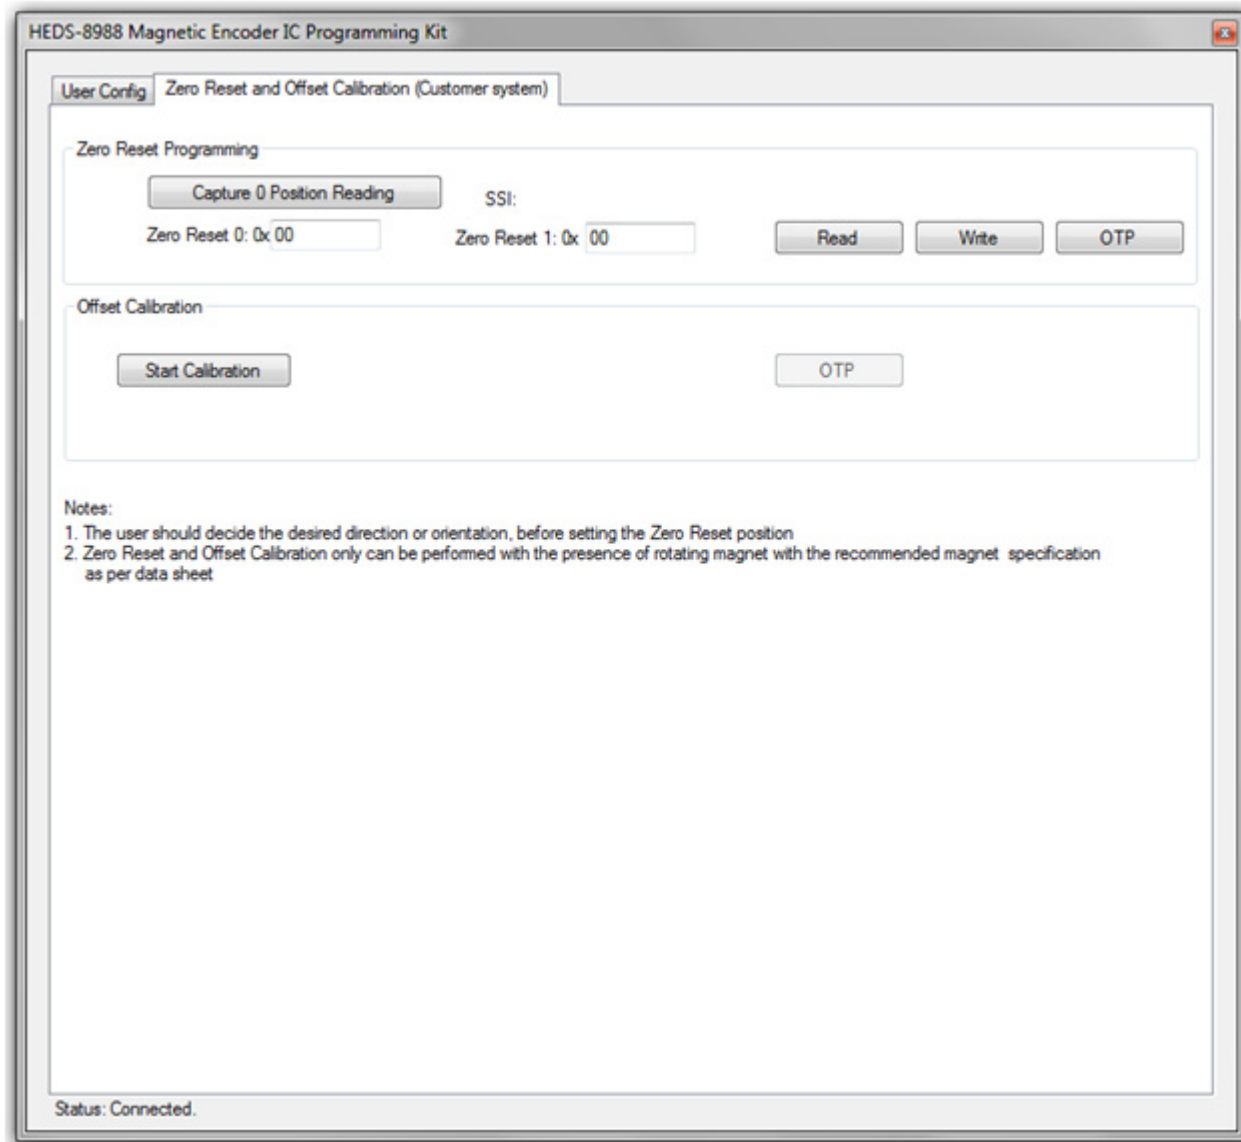 HEDS-8988 Magnetic Encoder IC Programming Kit
User Config Zero Reset and Offset Calibration (Customer system)
Zero Reset Programming
Capture 0 Position Reading SSI:
Zero Reset 0: 0x 00 Zero Reset 1: 0x 00 Read Write OTP
Offset Calibration
Start Calibration OTP
Notes:
1. The user should decide the desired direction or orientation, before setting the Zero Reset position
2. Zero Reset and Offset Calibration only can be performed with the presence of rotating magnet with the recommended magnet specification
as per data sheet
Status: Connected.